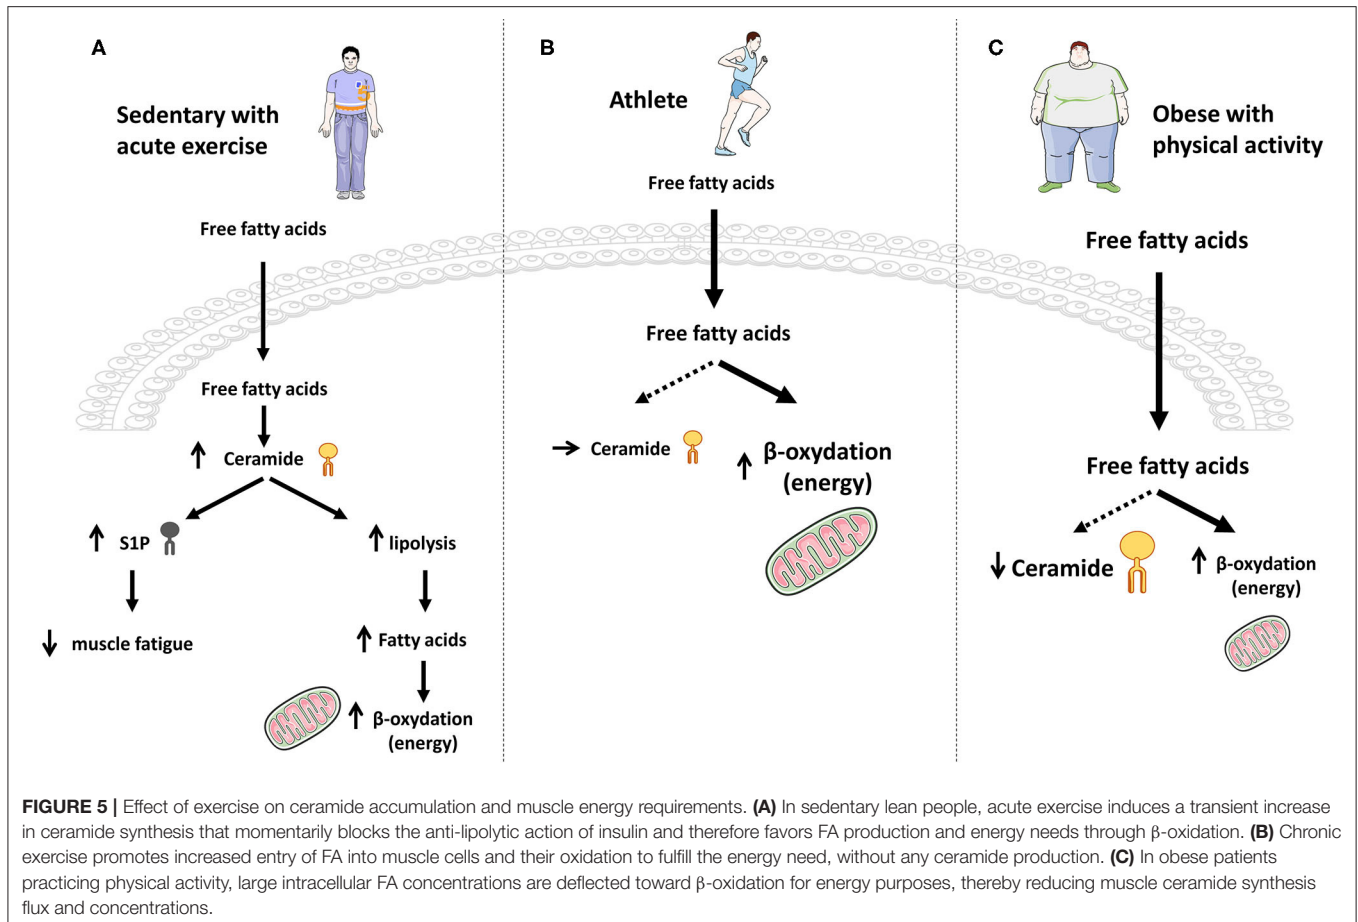 A
Sedentary with
acute exercise
Free fatty acids
Free fatty acids
Ceramide
S1P
lipolysis
muscle fatigue
Fatty acids
β-oxydation
(energy)
B
Athlete
Free fatty acids
Free fatty acids
Ceramide
β-oxydation
(energy)
C
Obese with
physical activity
Free fatty acids
Free fatty acids
Ceramide
β-oxydation
(energy)
FIGURE 5 | Effect of exercise on ceramide accumulation and muscle energy requirements. (A) In sedentary lean people, acute exercise induces a transient increase
in ceramide synthesis that momentarily blocks the anti-lipolytic action of insulin and therefore favors FA production and energy needs through β-oxidation. (B) Chronic
exercise promotes increased entry of FA into muscle cells and their oxidation to fulfill the energy need, without any ceramide production. (C) In obese patients
practicing physical activity, large intracellular FA concentrations are deflected toward β-oxidation for energy purposes, thereby reducing muscle ceramide synthesis
flux and concentrations.